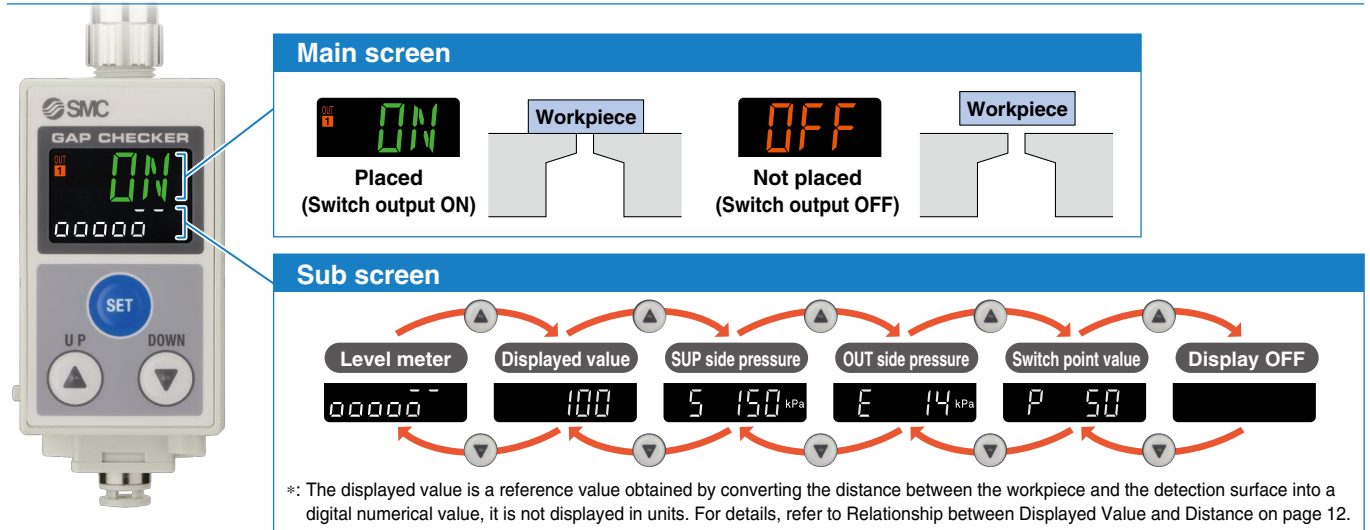 SMC
GAP CHECKER
OUT
1
ON
ooooo¯¯
SET
UP
DOWN
Main screen
OUT
1
ON
Workpiece
OFF
Workpiece
Placed
(Switch output ON)
Not placed
(Switch output OFF)
Sub screen
Level meter
Displayed value
SUP side pressure
OUT side pressure
Switch point value
Display OFF
ooooo¯¯
100
S 150 kPa
E 14 kPa
P 50
*: The displayed value is a reference value obtained by converting the distance between the workpiece and the detection surface into a
digital numerical value, it is not displayed in units. For details, refer to Relationship between Displayed Value and Distance on page 12.